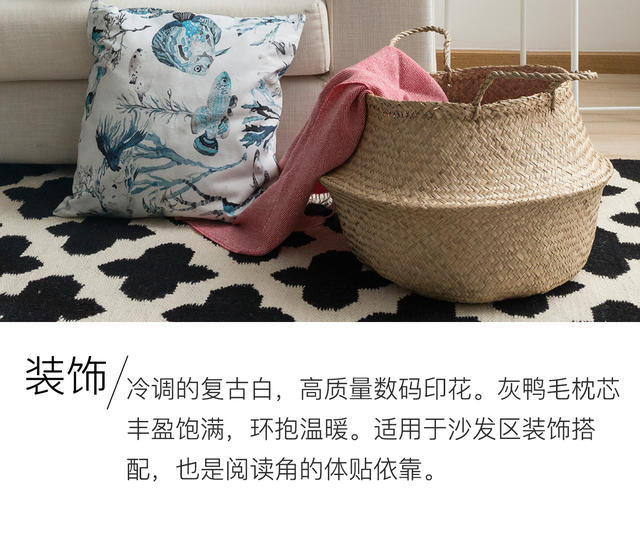 装饰
冷调的复古白，高质量数码印花。灰鸭毛枕芯
丰盈饱满，环抱温暖。适用于沙发区装饰搭
配，也是阅读角的体贴依靠。